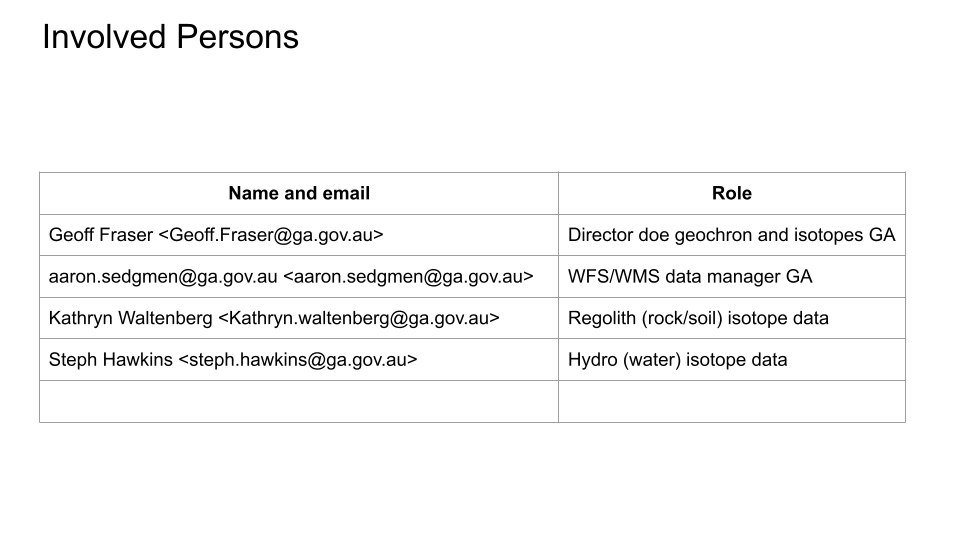 Involved Persons
Name and email Role
Geoff Fraser <Geoff.Fraser@ga.gov.au> Director doe geochron and isotopes GA
aaron.sedgmen@ga.gov.au <aaron.sedgmen@ga.gov.au> WFS/WMS data manager GA
Kathryn Waltenberg <Kathryn.waltenberg@ga.gov.au> Regolith (rock/soil) isotope data
Steph Hawkins <steph.hawkins@ga.gov.au> Hydro (water) isotope data